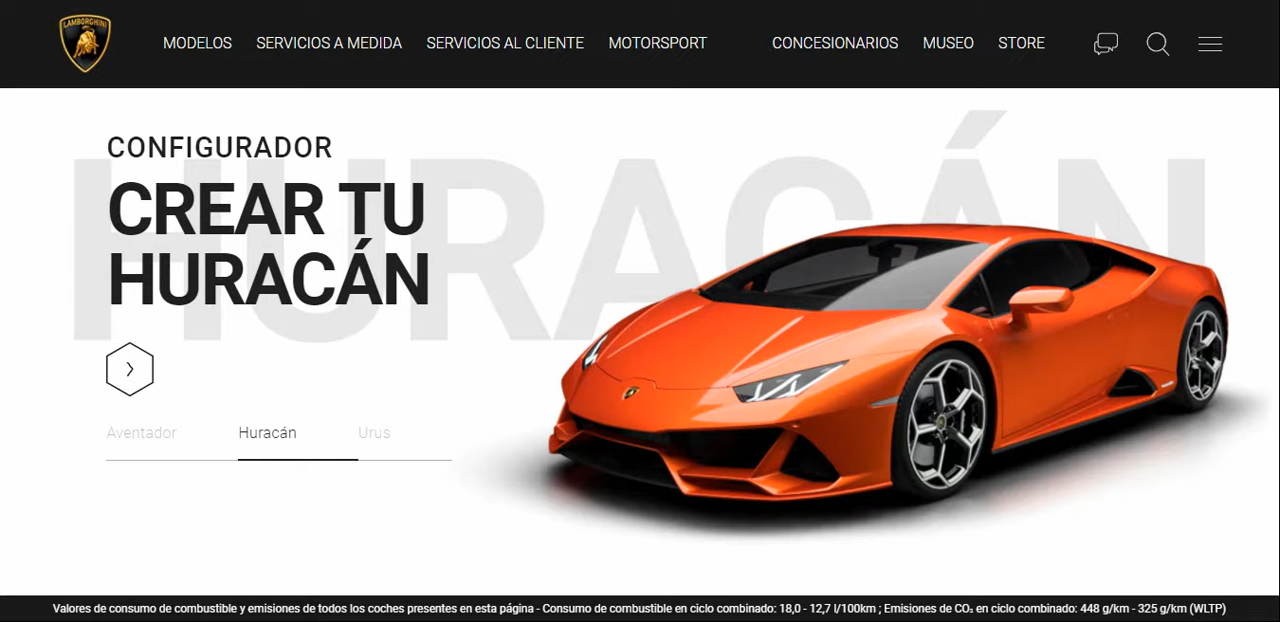 LAMBORGHINI
MODELOS SERVICIOS A MEDIDA SERVICIOS AL CLIENTE MOTORSPORT CONCESIONARIOS MUSEO STORE
HURACÁN
CONFIGURADOR
CREAR TU
HURACÁN
Aventador Huracán Urus
Valores de consumo de combustible y emisiones de todos los coches presentes en esta página - Consumo de combustible en ciclo combinado: 18,0 - 12,7 l/100km ; Emisiones de CO₂ en ciclo combinado: 448 g/km - 325 g/km (WLTP)